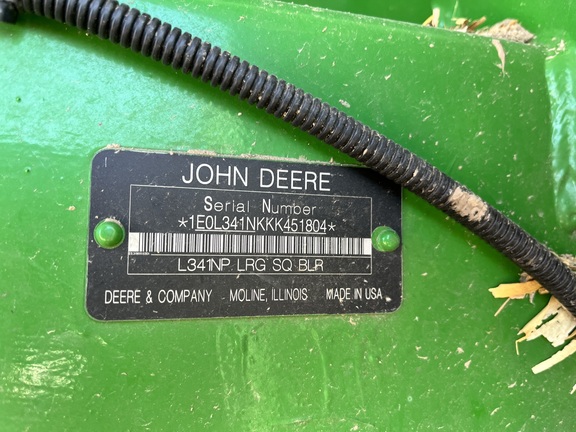 JOHN DEERE
Serial Number
*1E0L341NKKK451804*
L341NP LRG SQ BLR
DEERE & COMPANY MOLINE, ILLINOIS MADE IN USA